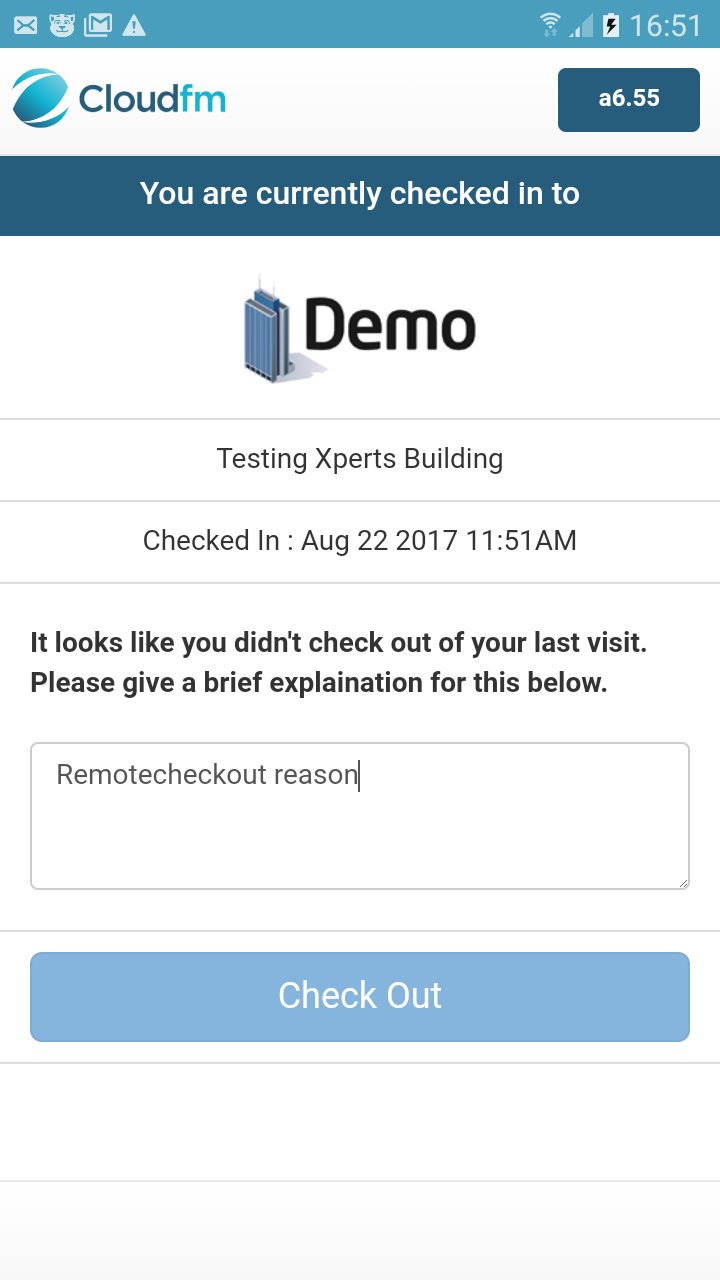 16:51
Cloudfm
a6.55
You are currently checked in to
Demo
Testing Xperts Building
Checked In : Aug 22 2017 11:51AM
It looks like you didn't check out of your last visit.
Please give a brief explaination for this below.
Remotecheckout reason
Check Out